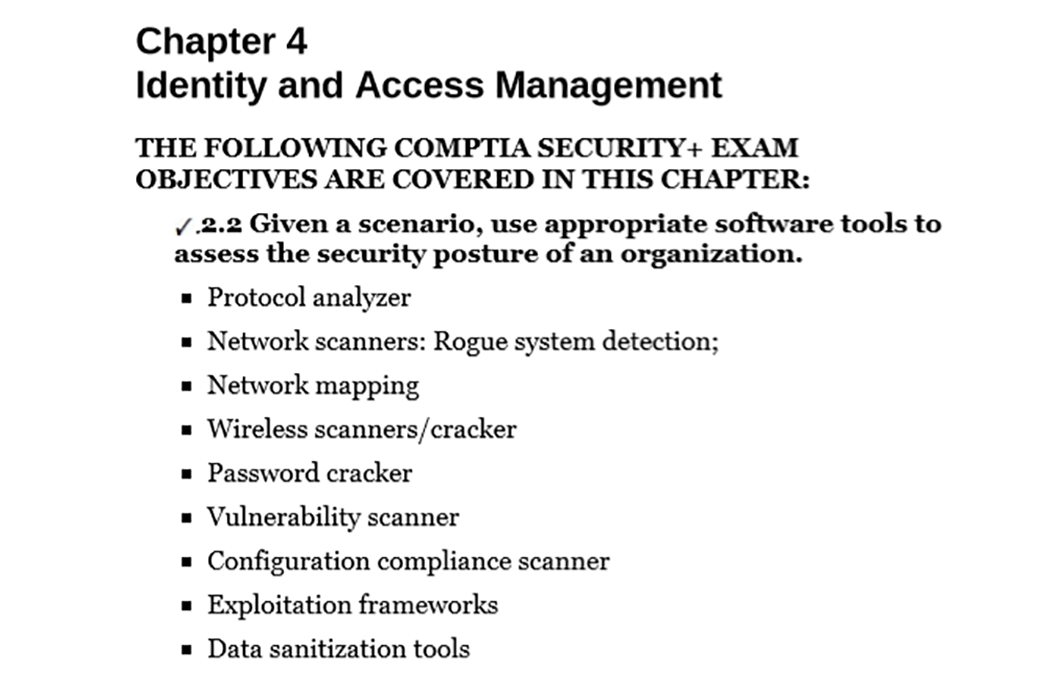 Chapter 4
Identity and Access Management
THE FOLLOWING COMPTIA SECURITY+ EXAM
OBJECTIVES ARE COVERED IN THIS CHAPTER:
✓.2.2 Given a scenario, use appropriate software tools to
assess the security posture of an organization.
▪ Protocol analyzer
▪ Network scanners: Rogue system detection;
▪ Network mapping
▪ Wireless scanners/cracker
▪ Password cracker
▪ Vulnerability scanner
▪ Configuration compliance scanner
▪ Exploitation frameworks
▪ Data sanitization tools